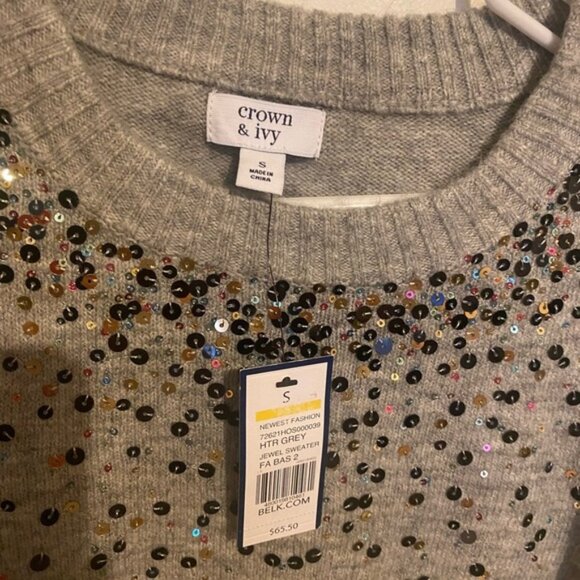 crown
& ivy
S
MADE IN
CHINA
S
NEWEST FASHION
72621HOS000039
HTR GREY
JEWEL SWEATER
FA BAS 2
BELK.COM
$65.50